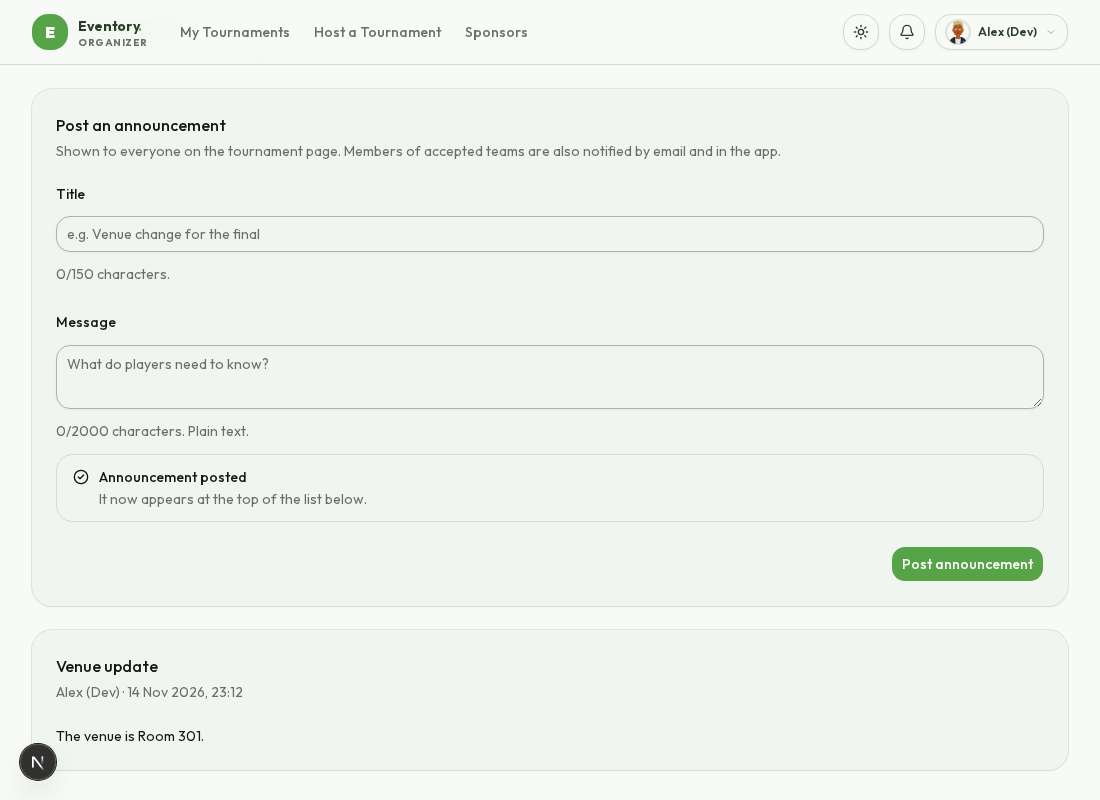 E
Eventory.
ORGANIZER
My Tournaments
Host a Tournament
Sponsors
Alex (Dev)
Post an announcement
Shown to everyone on the tournament page. Members of accepted teams are also notified by email and in the app.
Title
e.g. Venue change for the final
0/150 characters.
Message
What do players need to know?
0/2000 characters. Plain text.
Announcement posted
It now appears at the top of the list below.
Post announcement
Venue update
Alex (Dev) · 14 Nov 2026, 23:12
The venue is Room 301.
N